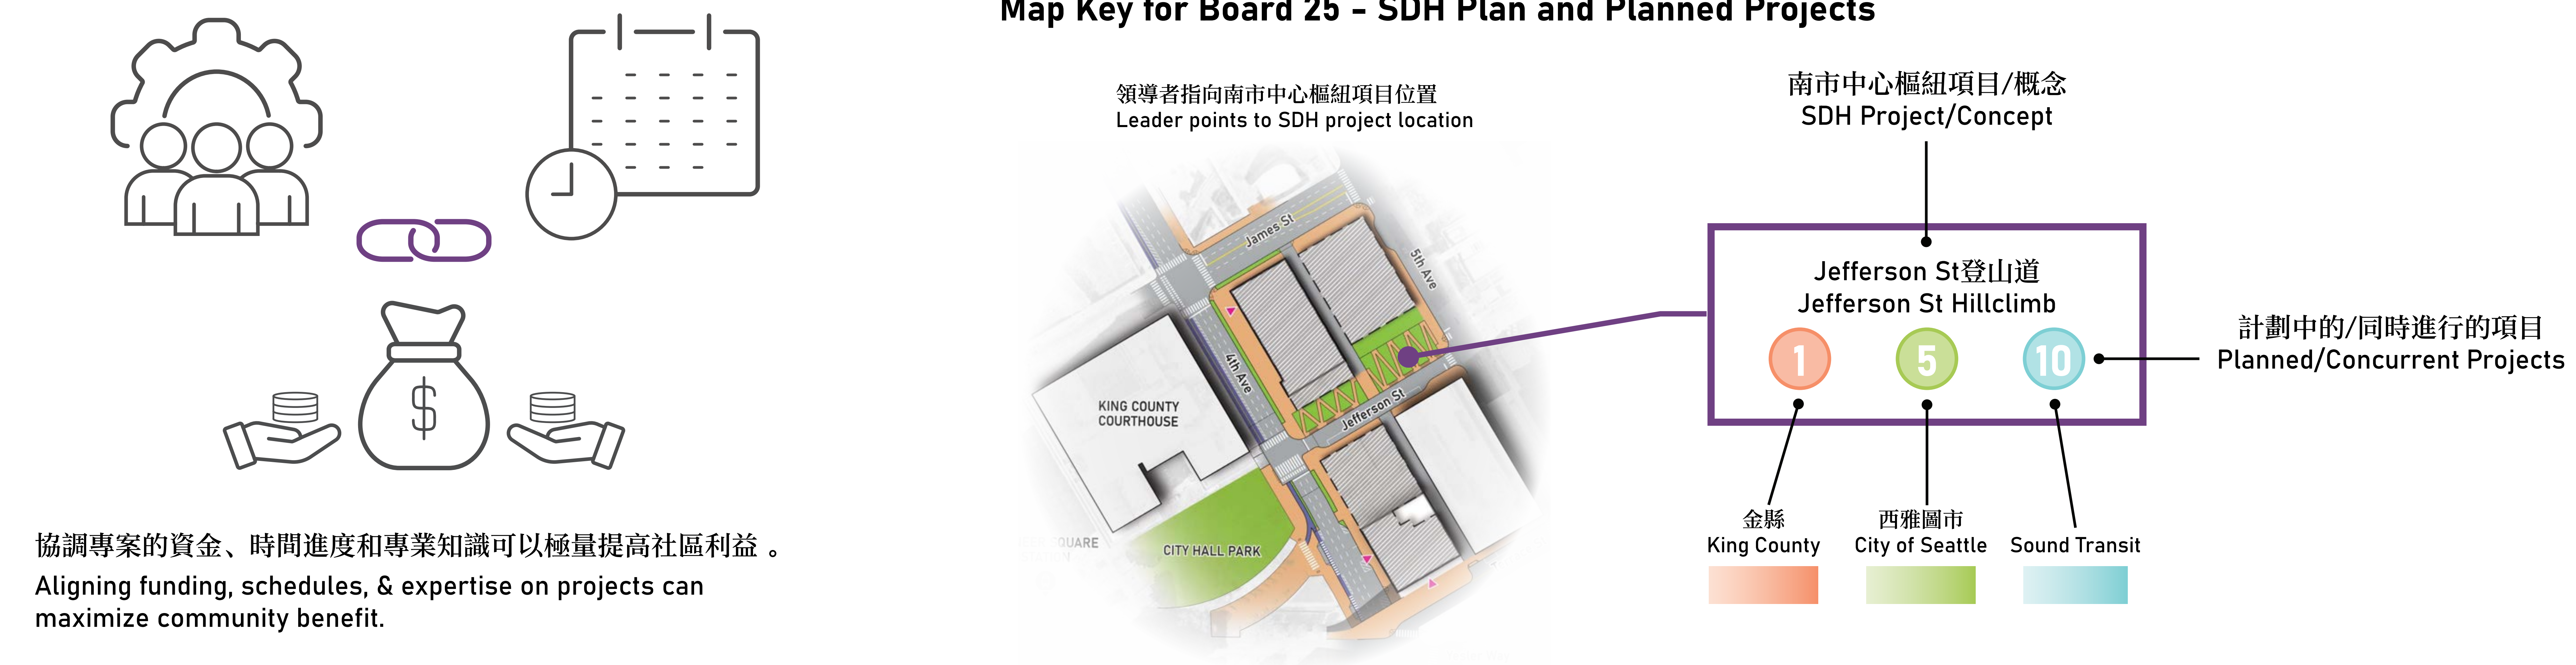 Map Key for Board 25 - SDH Plan and Planned Projects
領導者指向南市中心樞紐項目位置
Leader points to SDH project location
James St
5th Ave
4th Ave
Jefferson St
KING COUNTY
COURTHOUSE
CITY HALL PARK
SQUARE
南市中心樞紐項目/概念
SDH Project/Concept
Jefferson St登山道
Jefferson St Hillclimb
1 5 10
計劃中的/同時進行的項目
Planned/Concurrent Projects
金縣
King County
西雅圖市
City of Seattle
Sound Transit
$
協調專案的資金、時間進度和專業知識可以極量提高社區利益。
Aligning funding, schedules, & expertise on projects can
maximize community benefit.